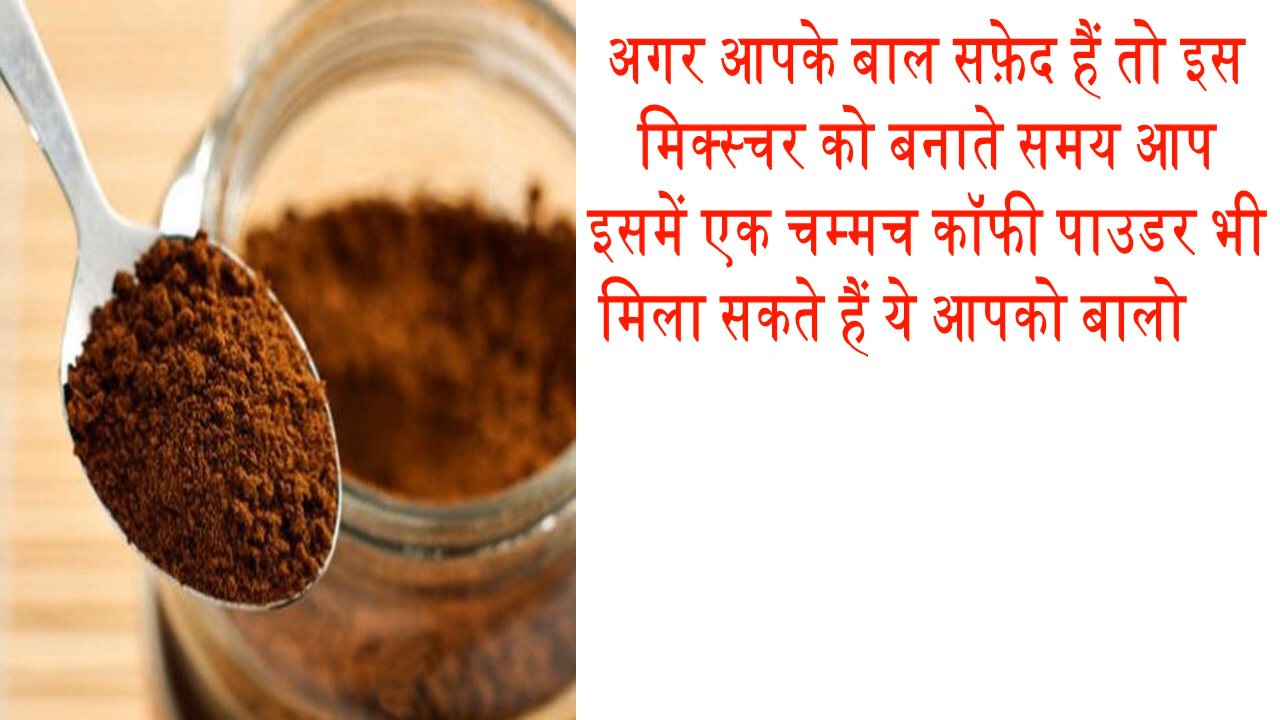 अगर आपके बाल सफ़ेद हैं तो इस
मिक्स्चर को बनाते समय आप
इसमें एक चम्मच कॉफी पाउडर भी
मिला सकते हैं ये आपको बालो